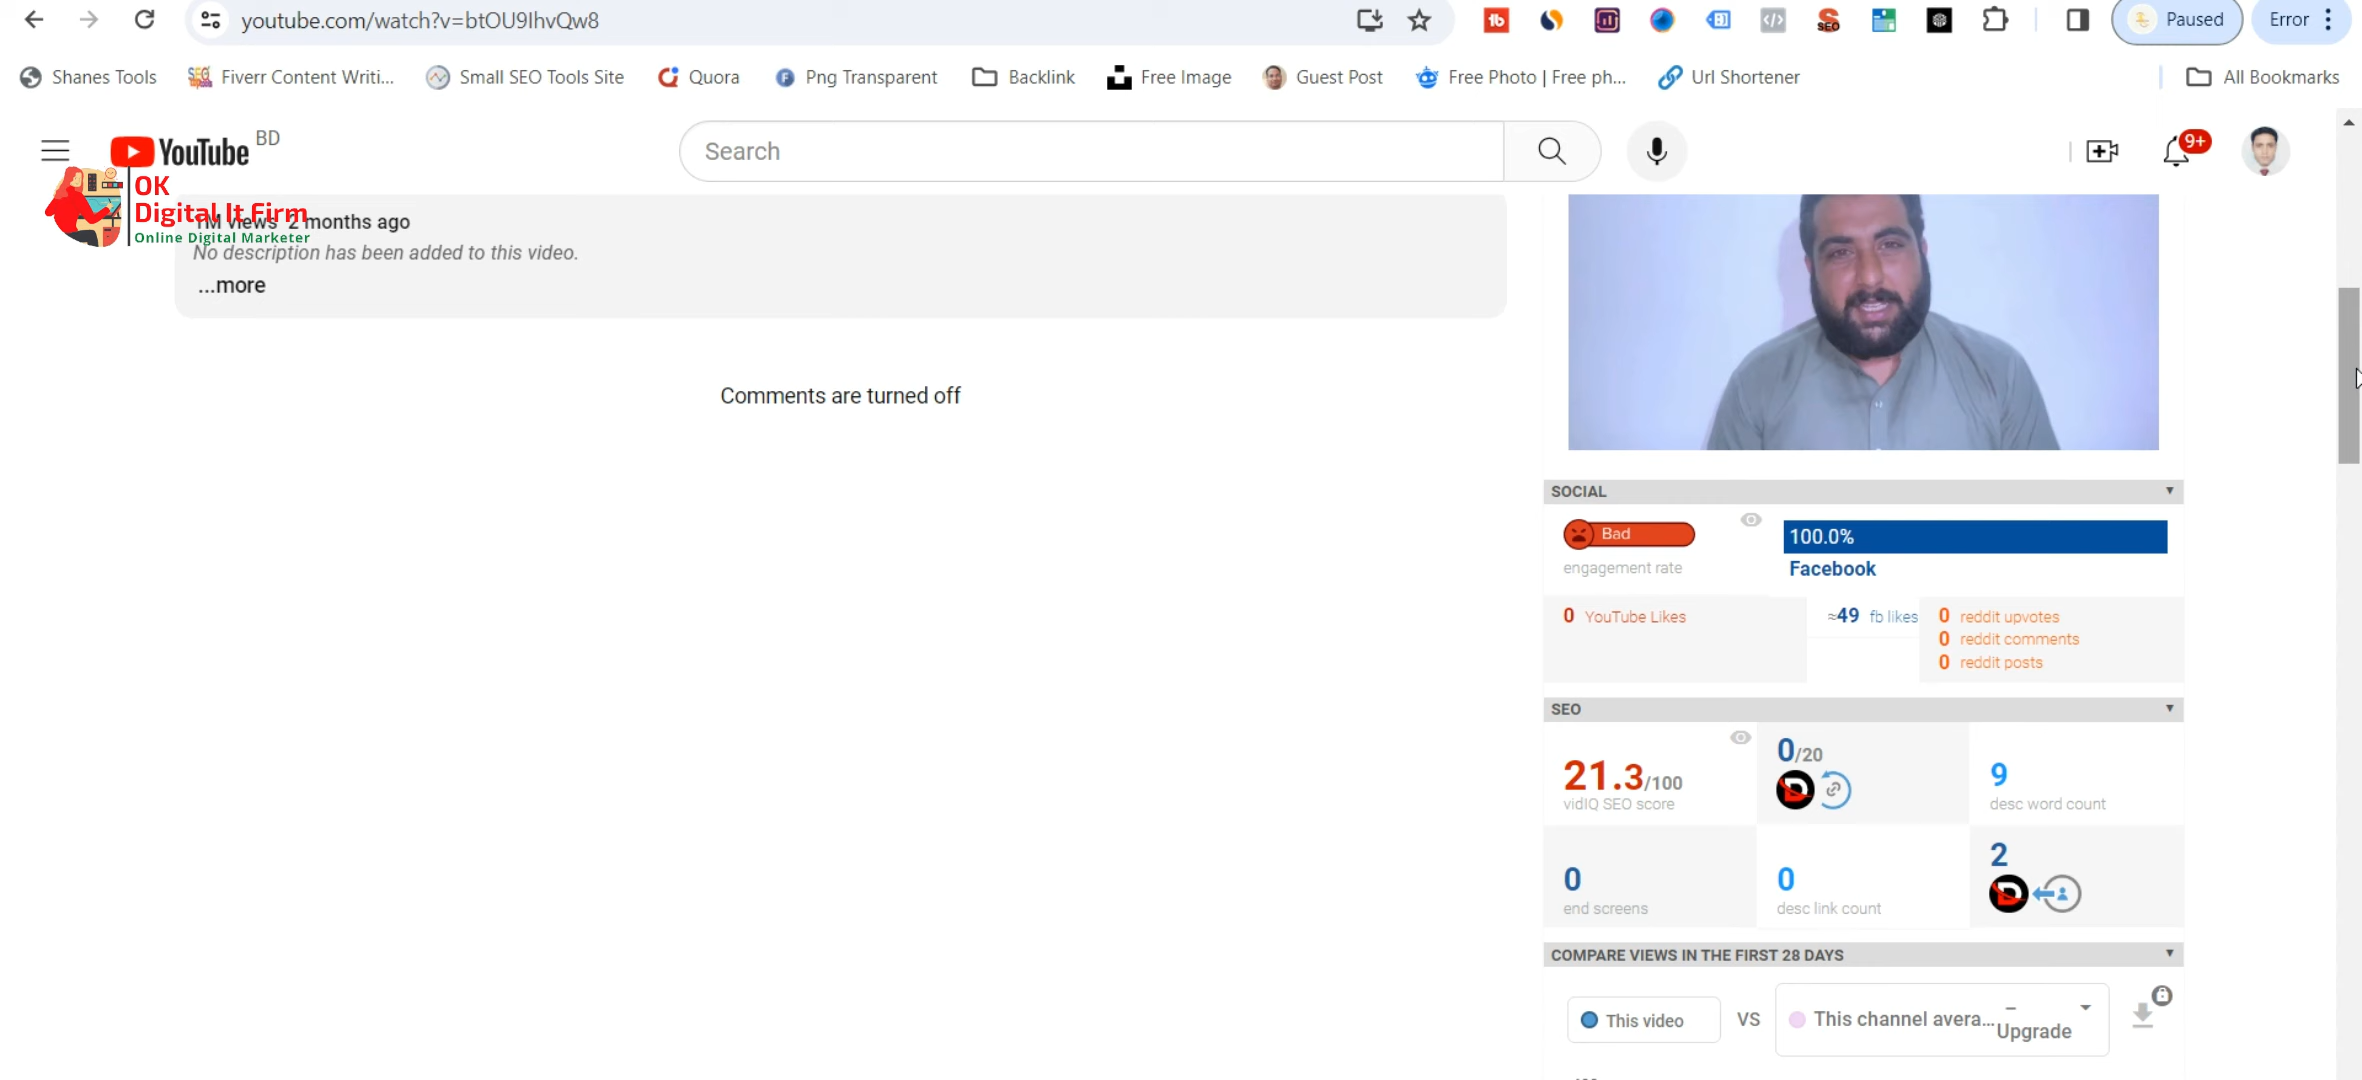 youtube.com/watch?v=btOU9IhvQw8
Paused
Error
Shanes Tools
Fiverr Content Writi...
Small SEO Tools Site
Quora
Png Transparent
Backlink
Free Image
Guest Post
Free Photo | Free ph...
Url Shortener
All Bookmarks
YouTube BD
Search
9+
OK
Digital It Firm
Online Digital Marketer
1M views 2 months ago
No description has been added to this video.
...more
Comments are turned off
SOCIAL
Bad
engagement rate
100.0%
Facebook
0 YouTube Likes
≈49 fb likes
0 reddit upvotes
0 reddit comments
0 reddit posts
SEO
21.3/100
vidIQ SEO score
0/20
9
desc word count
0
end screens
0
desc link count
2
COMPARE VIEWS IN THE FIRST 28 DAYS
This video
VS
This channel avera...
– Upgrade